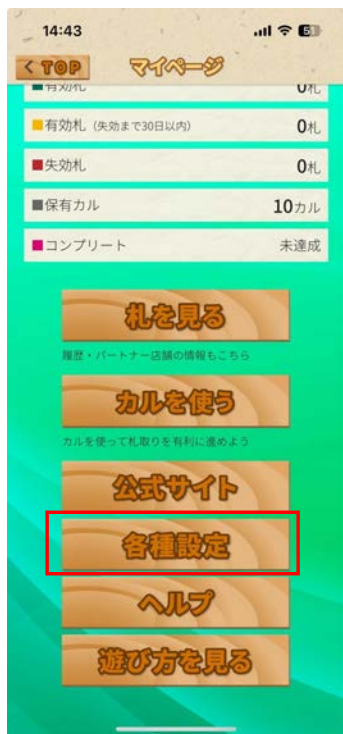 14:43
< TOP マイページ
■有効札 0札
■有効札（失効まで30日以内） 0札
■失効札 0札
■保有カル 10カル
■コンプリート 未達成
札を見る
履歴・パートナー店舗の情報もこちら
カルを使う
カルを使って札取りを有利に進めよう
公式サイト
各種設定
ヘルプ
遊び方を見る